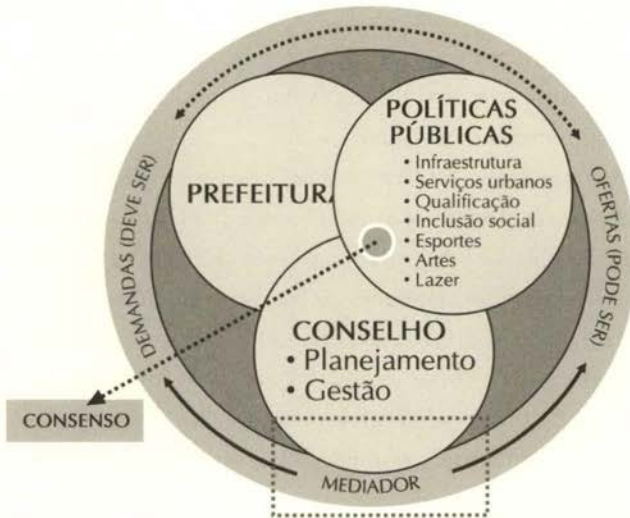 POLÍTICAS
PÚBLICAS
• Infraestrutura
• Serviços urbanos
• Qualificação
• Inclusão social
• Esportes
• Artes
• Lazer
PREFEITURA
DEMANDAS (DEVE SER)
OFERTAS (PODE SER)
CONSELHO
• Planejamento
• Gestão
CONSENSO
MEDIADOR